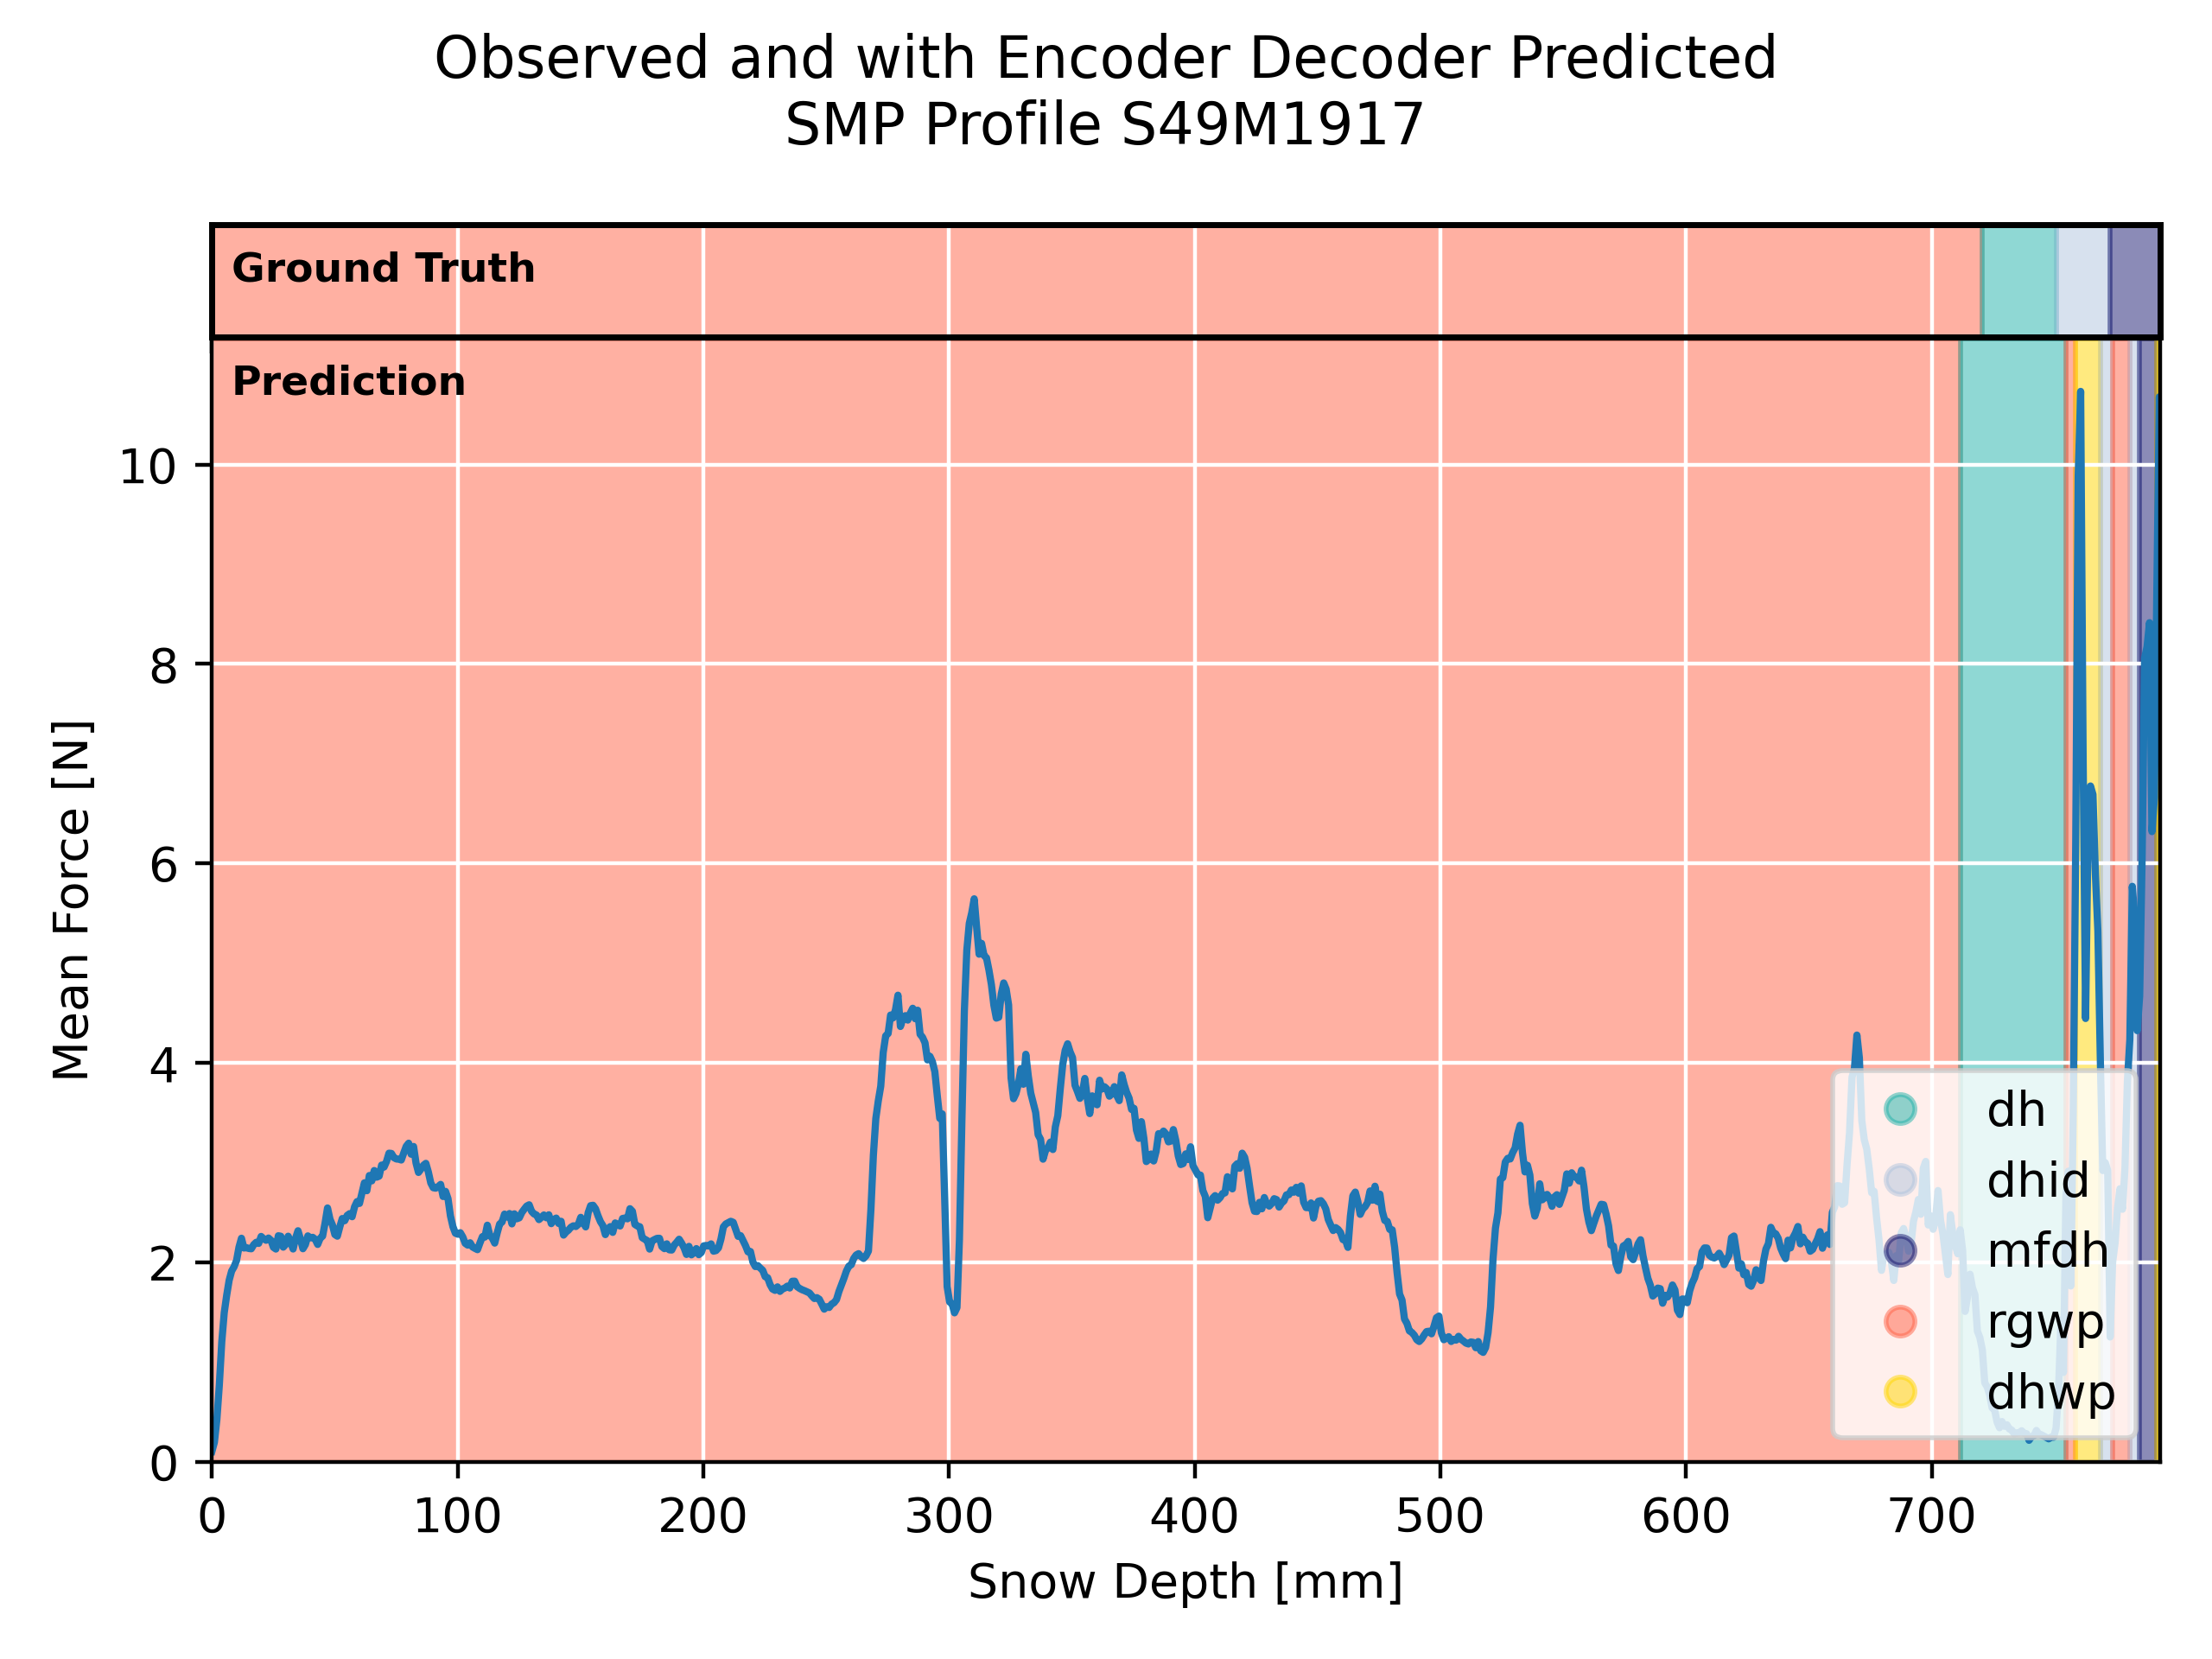 Observed and with Encoder Decoder Predicted
SMP Profile S49M1917
Ground Truth
Prediction
10
8
6
4
2
0
Mean Force [N]
dh
dhid
mfdh
rgwp
dhwp
0 100 200 300 400 500 600 700
Snow Depth [mm]